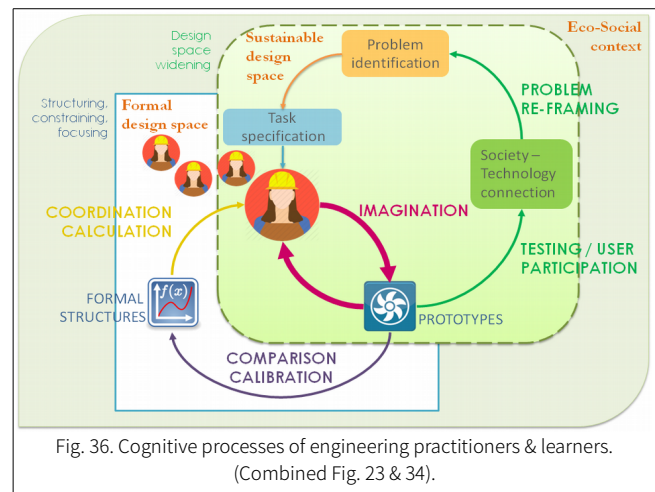 Eco-Social
context
Design
space
widening
Sustainable
design
space
Problem
identification
PROBLEM
RE-FRAMING
Structuring,
constraining,
focusing
Formal
design space
Task
specification
Society –
Technology
connection
COORDINATION
CALCULATION
IMAGINATION
TESTING / USER
PARTICIPATION
f(x)
FORMAL
STRUCTURES
PROTOTYPES
COMPARISON
CALIBRATION
Fig. 36. Cognitive processes of engineering practitioners & learners.
(Combined Fig. 23 & 34).